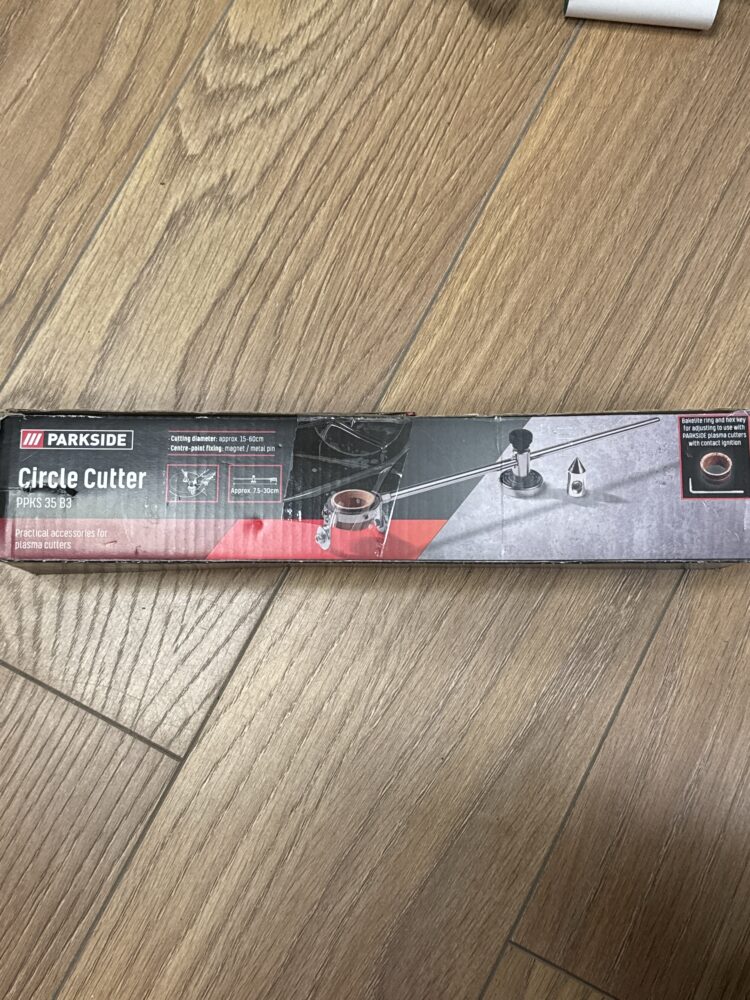 PARKSIDE
Circle Cutter
PPKS 35 B3
Practical accessories for
plasma cutters
· Cutting diameter: approx. 15-60cm
· Centre-point fixing: magnet / metal pin
Approx. 7.5-30cm
Bakelite ring and hex key
for adjusting to use with
PARKSIDE plasma cutters
with contact ignition